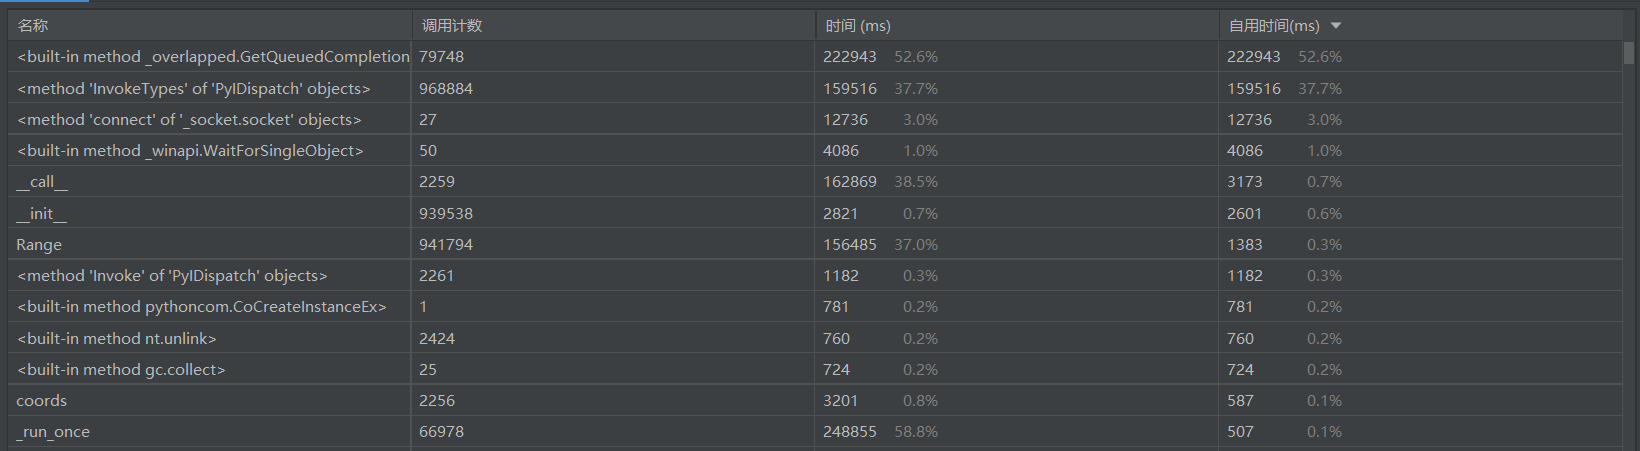 名称 调用计数 时间 (ms) 自用时间(ms)
<built-in method _overlapped.GetQueuedCompletion 79748 222943 52.6% 222943 52.6%
<method 'InvokeTypes' of 'PyIDispatch' objects> 968884 159516 37.7% 159516 37.7%
<method 'connect' of '_socket.socket' objects> 27 12736 3.0% 12736 3.0%
<built-in method _winapi.WaitForSingleObject> 50 4086 1.0% 4086 1.0%
__call__ 2259 162869 38.5% 3173 0.7%
__init__ 939538 2821 0.7% 2601 0.6%
Range 941794 156485 37.0% 1383 0.3%
<method 'Invoke' of 'PyIDispatch' objects> 2261 1182 0.3% 1182 0.3%
<built-in method pythoncom.CoCreateInstanceEx> 1 781 0.2% 781 0.2%
<built-in method nt.unlink> 2424 760 0.2% 760 0.2%
<built-in method gc.collect> 25 724 0.2% 724 0.2%
coords 2256 3201 0.8% 587 0.1%
_run_once 66978 248855 58.8% 507 0.1%